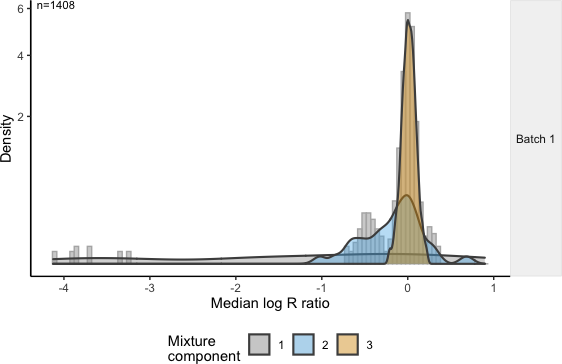 n=1408
6
4
2
Density
Batch 1
-4 -3 -2 -1 0 1
Median log R ratio
Mixture
component
1 2 3